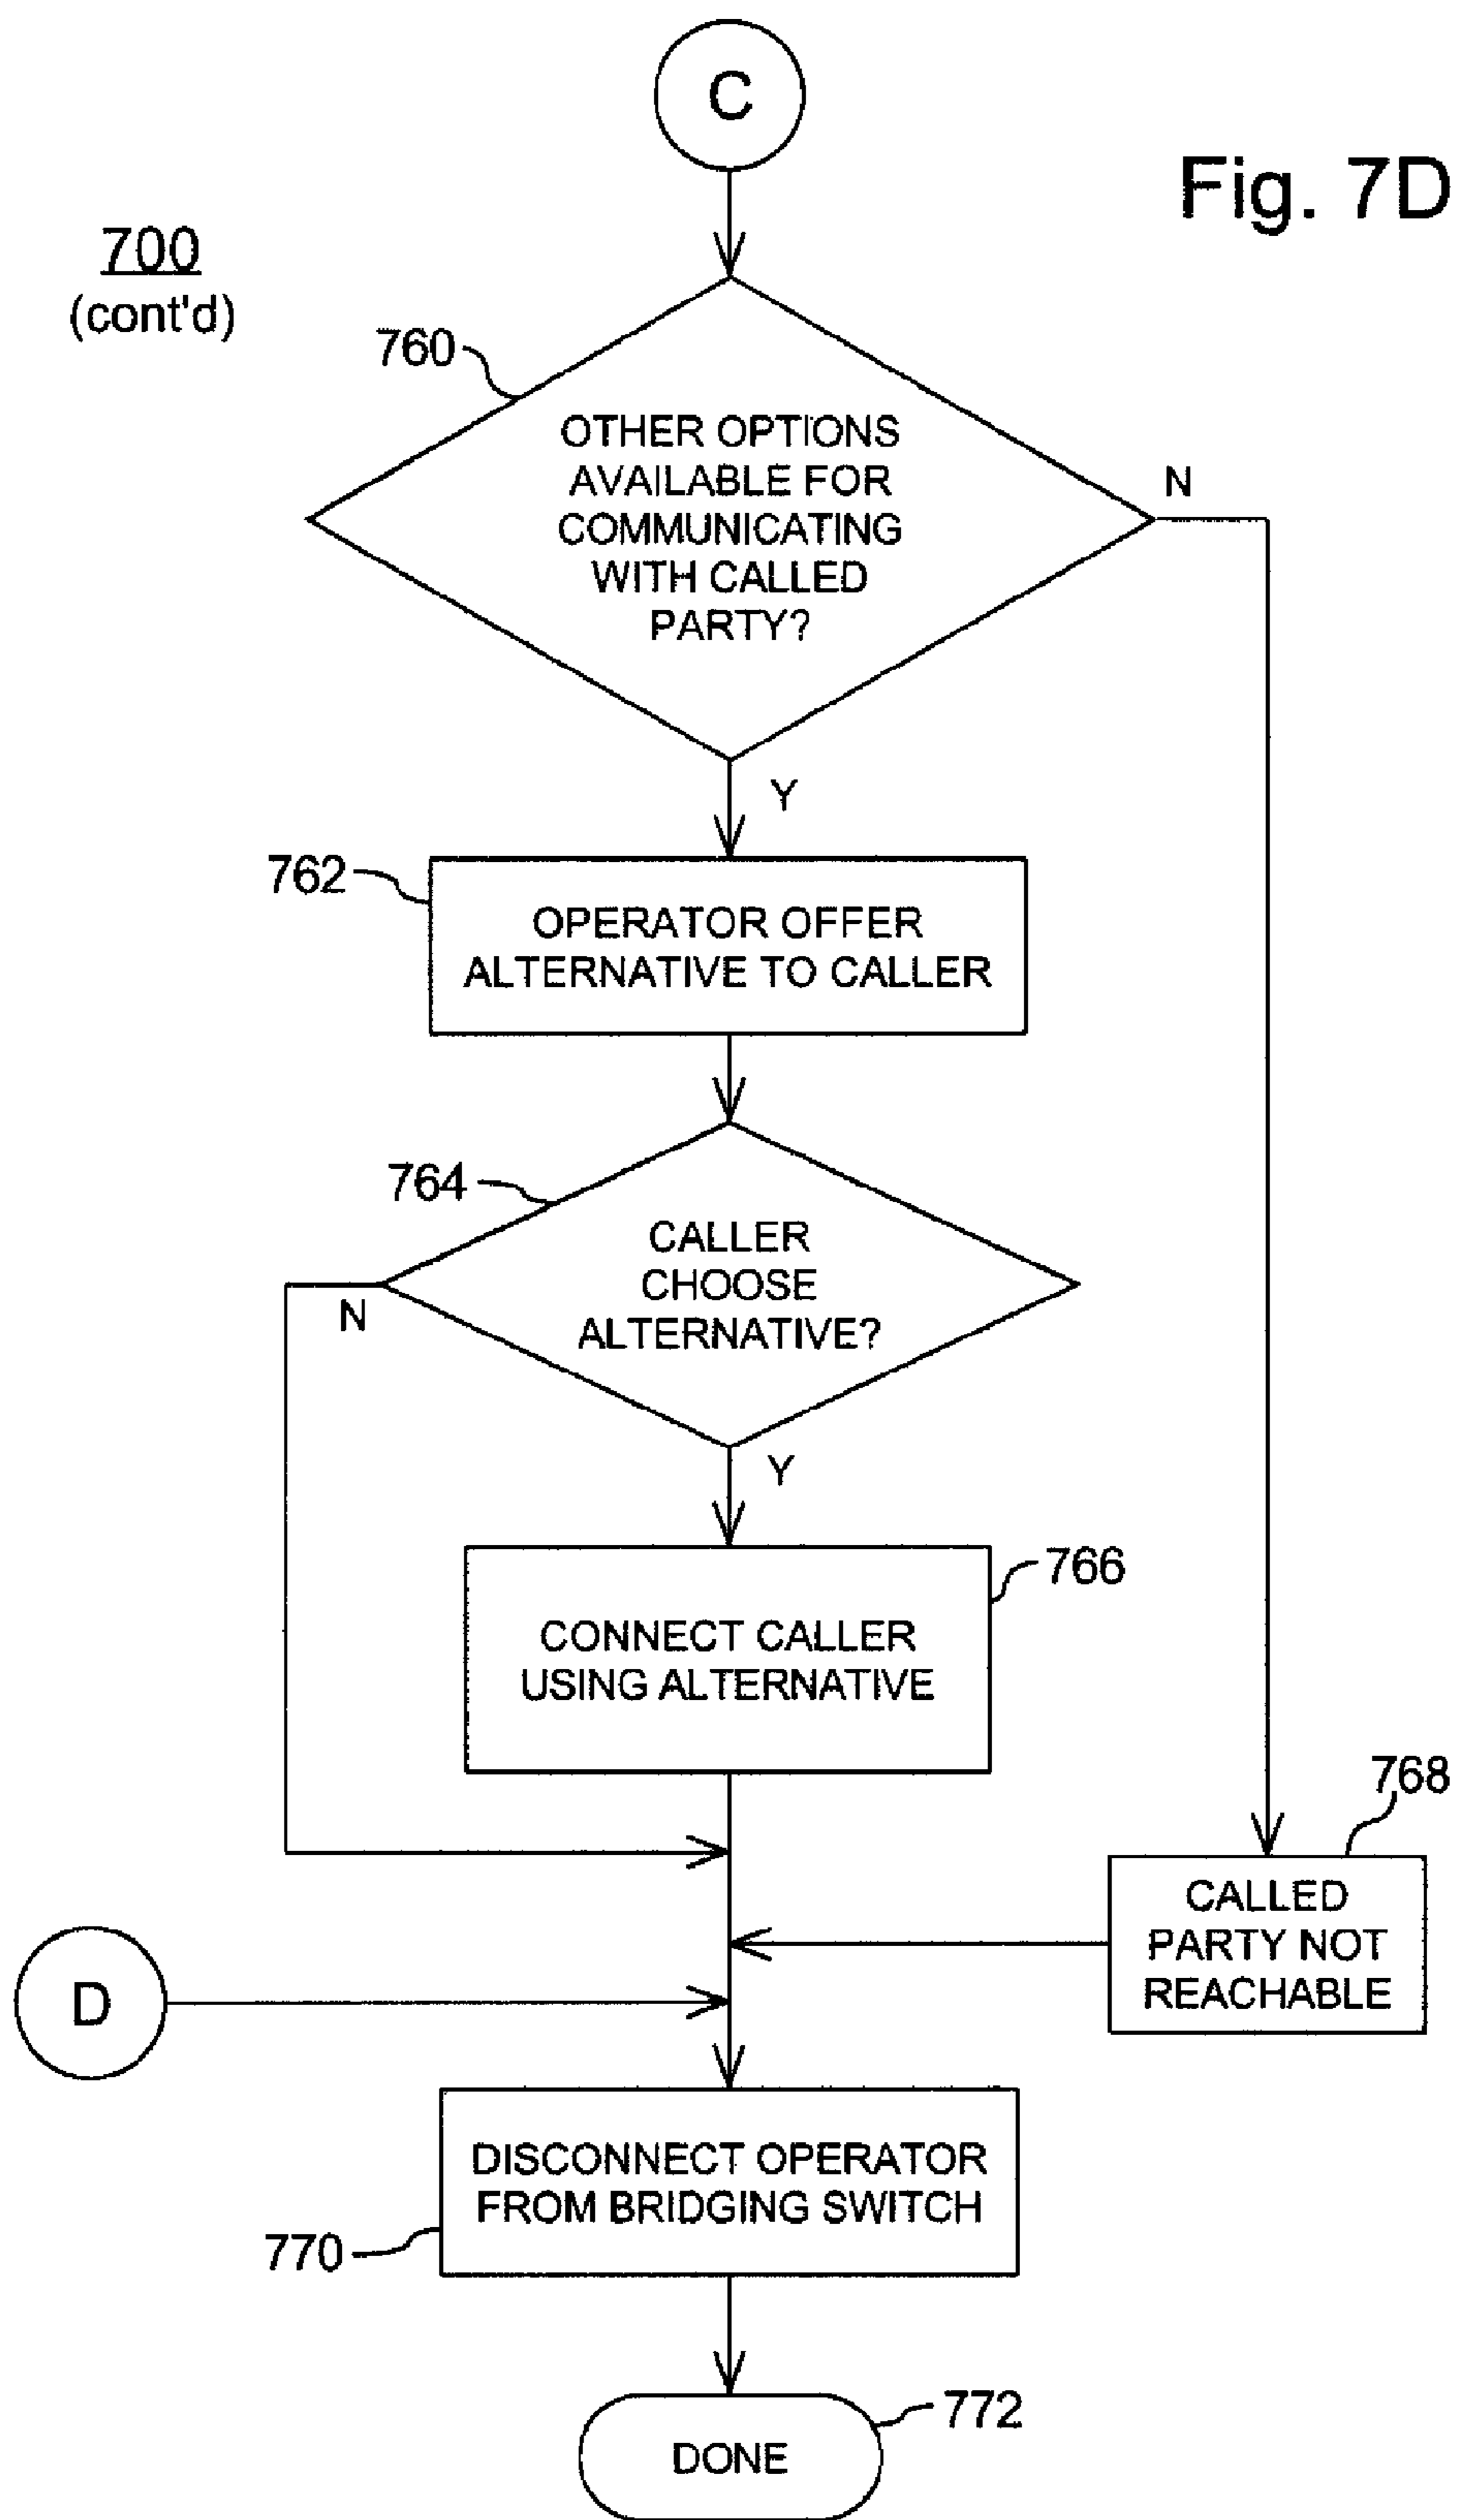 C
Fig. 7D
700
(cont'd)
760
OTHER OPTIONS
AVAILABLE FOR
COMMUNICATING
WITH CALLED
PARTY?
N
Y
762
OPERATOR OFFER
ALTERNATIVE TO CALLER
764
CALLER
CHOOSE
ALTERNATIVE?
N
Y
766
CONNECT CALLER
USING ALTERNATIVE
768
CALLED
PARTY NOT
REACHABLE
D
DISCONNECT OPERATOR
FROM BRIDGING SWITCH
770
772
DONE